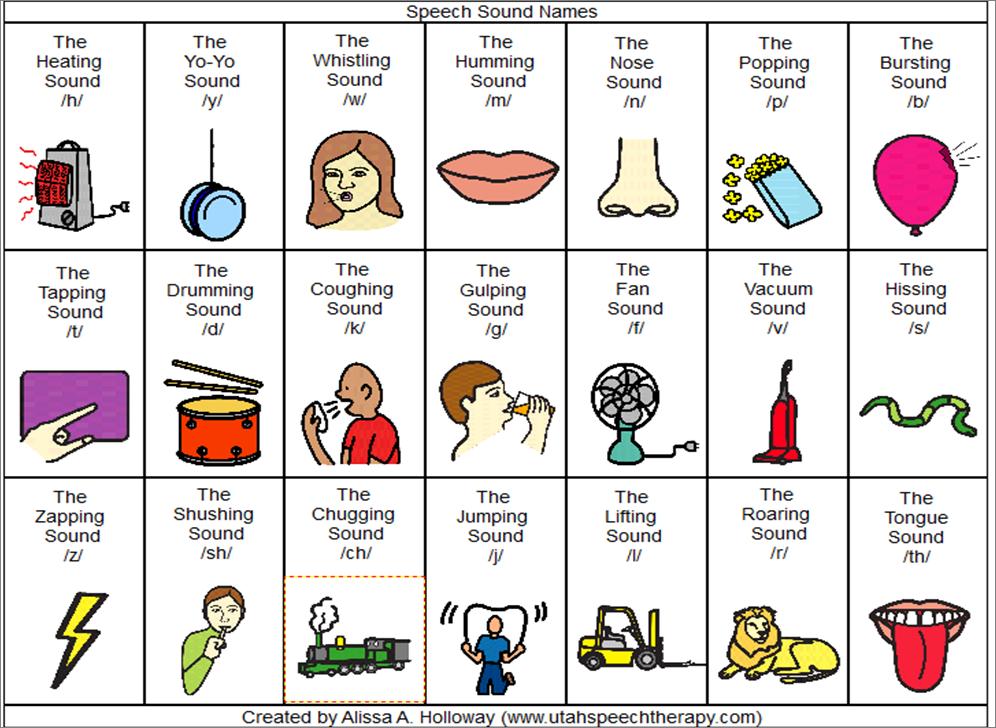 Speech Sound Names
The
Heating
Sound
/h/
The
Yo-Yo
Sound
/y/
The
Whistling
Sound
/w/
The
Humming
Sound
/m/
The
Nose
Sound
/n/
The
Popping
Sound
/p/
The
Bursting
Sound
/b/
The
Tapping
Sound
/t/
The
Drumming
Sound
/d/
The
Coughing
Sound
/k/
The
Gulping
Sound
/g/
The
Fan
Sound
/f/
The
Vacuum
Sound
/v/
The
Hissing
Sound
/s/
The
Zapping
Sound
/z/
The
Shushing
Sound
/sh/
The
Chugging
Sound
/ch/
The
Jumping
Sound
/j/
The
Lifting
Sound
/l/
The
Roaring
Sound
/r/
The
Tongue
Sound
/th/
Created by Alissa A. Holloway (www.utahspeechtherapy.com)